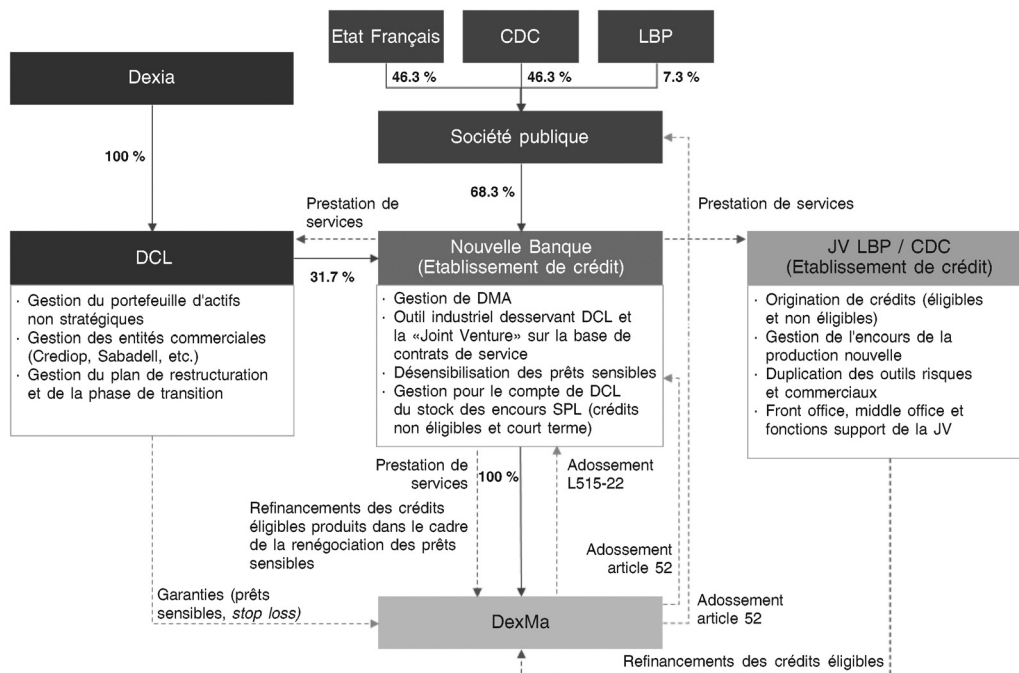 Etat Français
CDC
LBP
46.3 %
46.3 %
7.3 %
Dexia
Société publique
100 %
68.3 %
Prestation de
services
Prestation de services
DCL
31.7 %
Nouvelle Banque
(Etablissement de crédit)
JV LBP / CDC
(Etablissement de crédit)
· Gestion du portefeuille d'actifs
non stratégiques
· Gestion des entités commerciales
(Crediop, Sabadell, etc.)
· Gestion du plan de restructuration
et de la phase de transition
· Gestion de DMA
· Outil industriel desservant DCL et
la «Joint Venture» sur la base de
contrats de service
· Désensibilisation des prêts sensibles
· Gestion pour le compte de DCL
du stock des encours SPL (crédits
non éligibles et court terme)
· Origination de crédits (éligibles
et non éligibles)
· Gestion de l'encours de la
production nouvelle
· Duplication des outils risques
et commerciaux
· Front office, middle office et
fonctions support de la JV
Prestation de
services
100 %
Adossement
L515-22
Refinancements des crédits
éligibles produits dans le cadre
de la renégociation des prêts
sensibles
Adossement
article 52
Garanties (prêts
sensibles, stop loss)
DexMa
Adossement
article 52
Refinancements des crédits éligibles